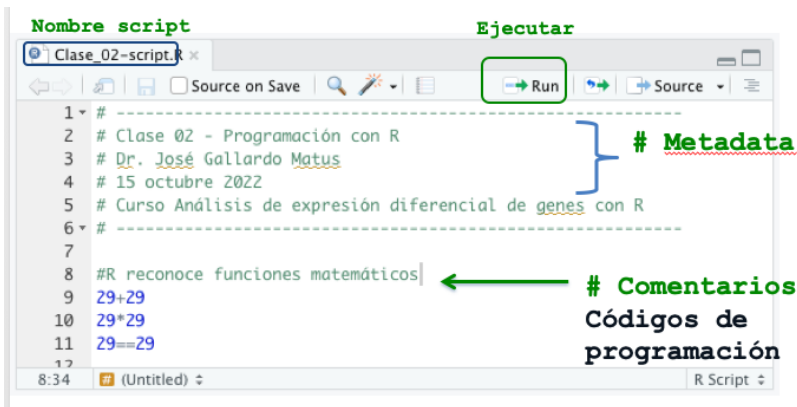 Nombre script
Ejecutar
Clase_02-script.R
Source on Save
Run
Source
1 # ----------------------------------------------------------------
2 # Clase 02 - Programación con R
3 # Dr. José Gallardo Matus
4 # 15 octubre 2022
5 # Curso Análisis de expresión diferencial de genes con R
6 # ----------------------------------------------------------------
7
8 #R reconoce funciones matemáticos
9 29+29
10 29*29
11 29==29
12
# Metadata
# Comentarios
Códigos de
programación
8:34 # (Untitled) R Script